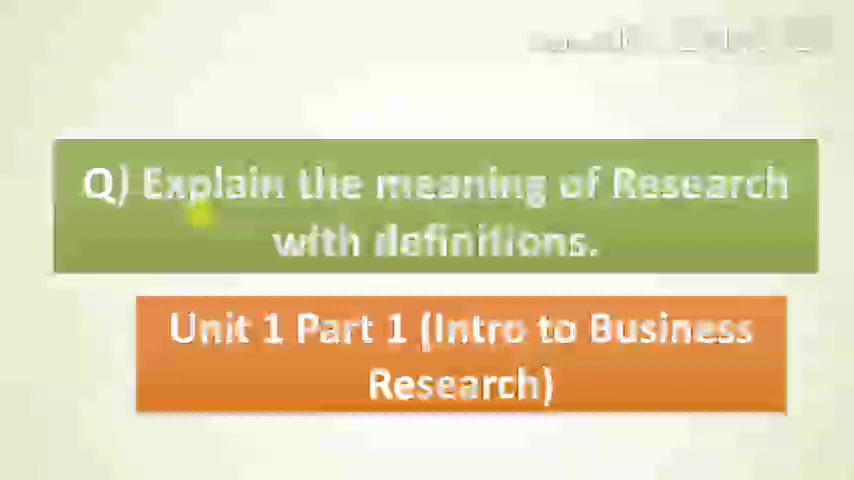 Q) Explain the meaning of Research
with definitions.
Unit 1 Part 1 (Intro to Business
Research)